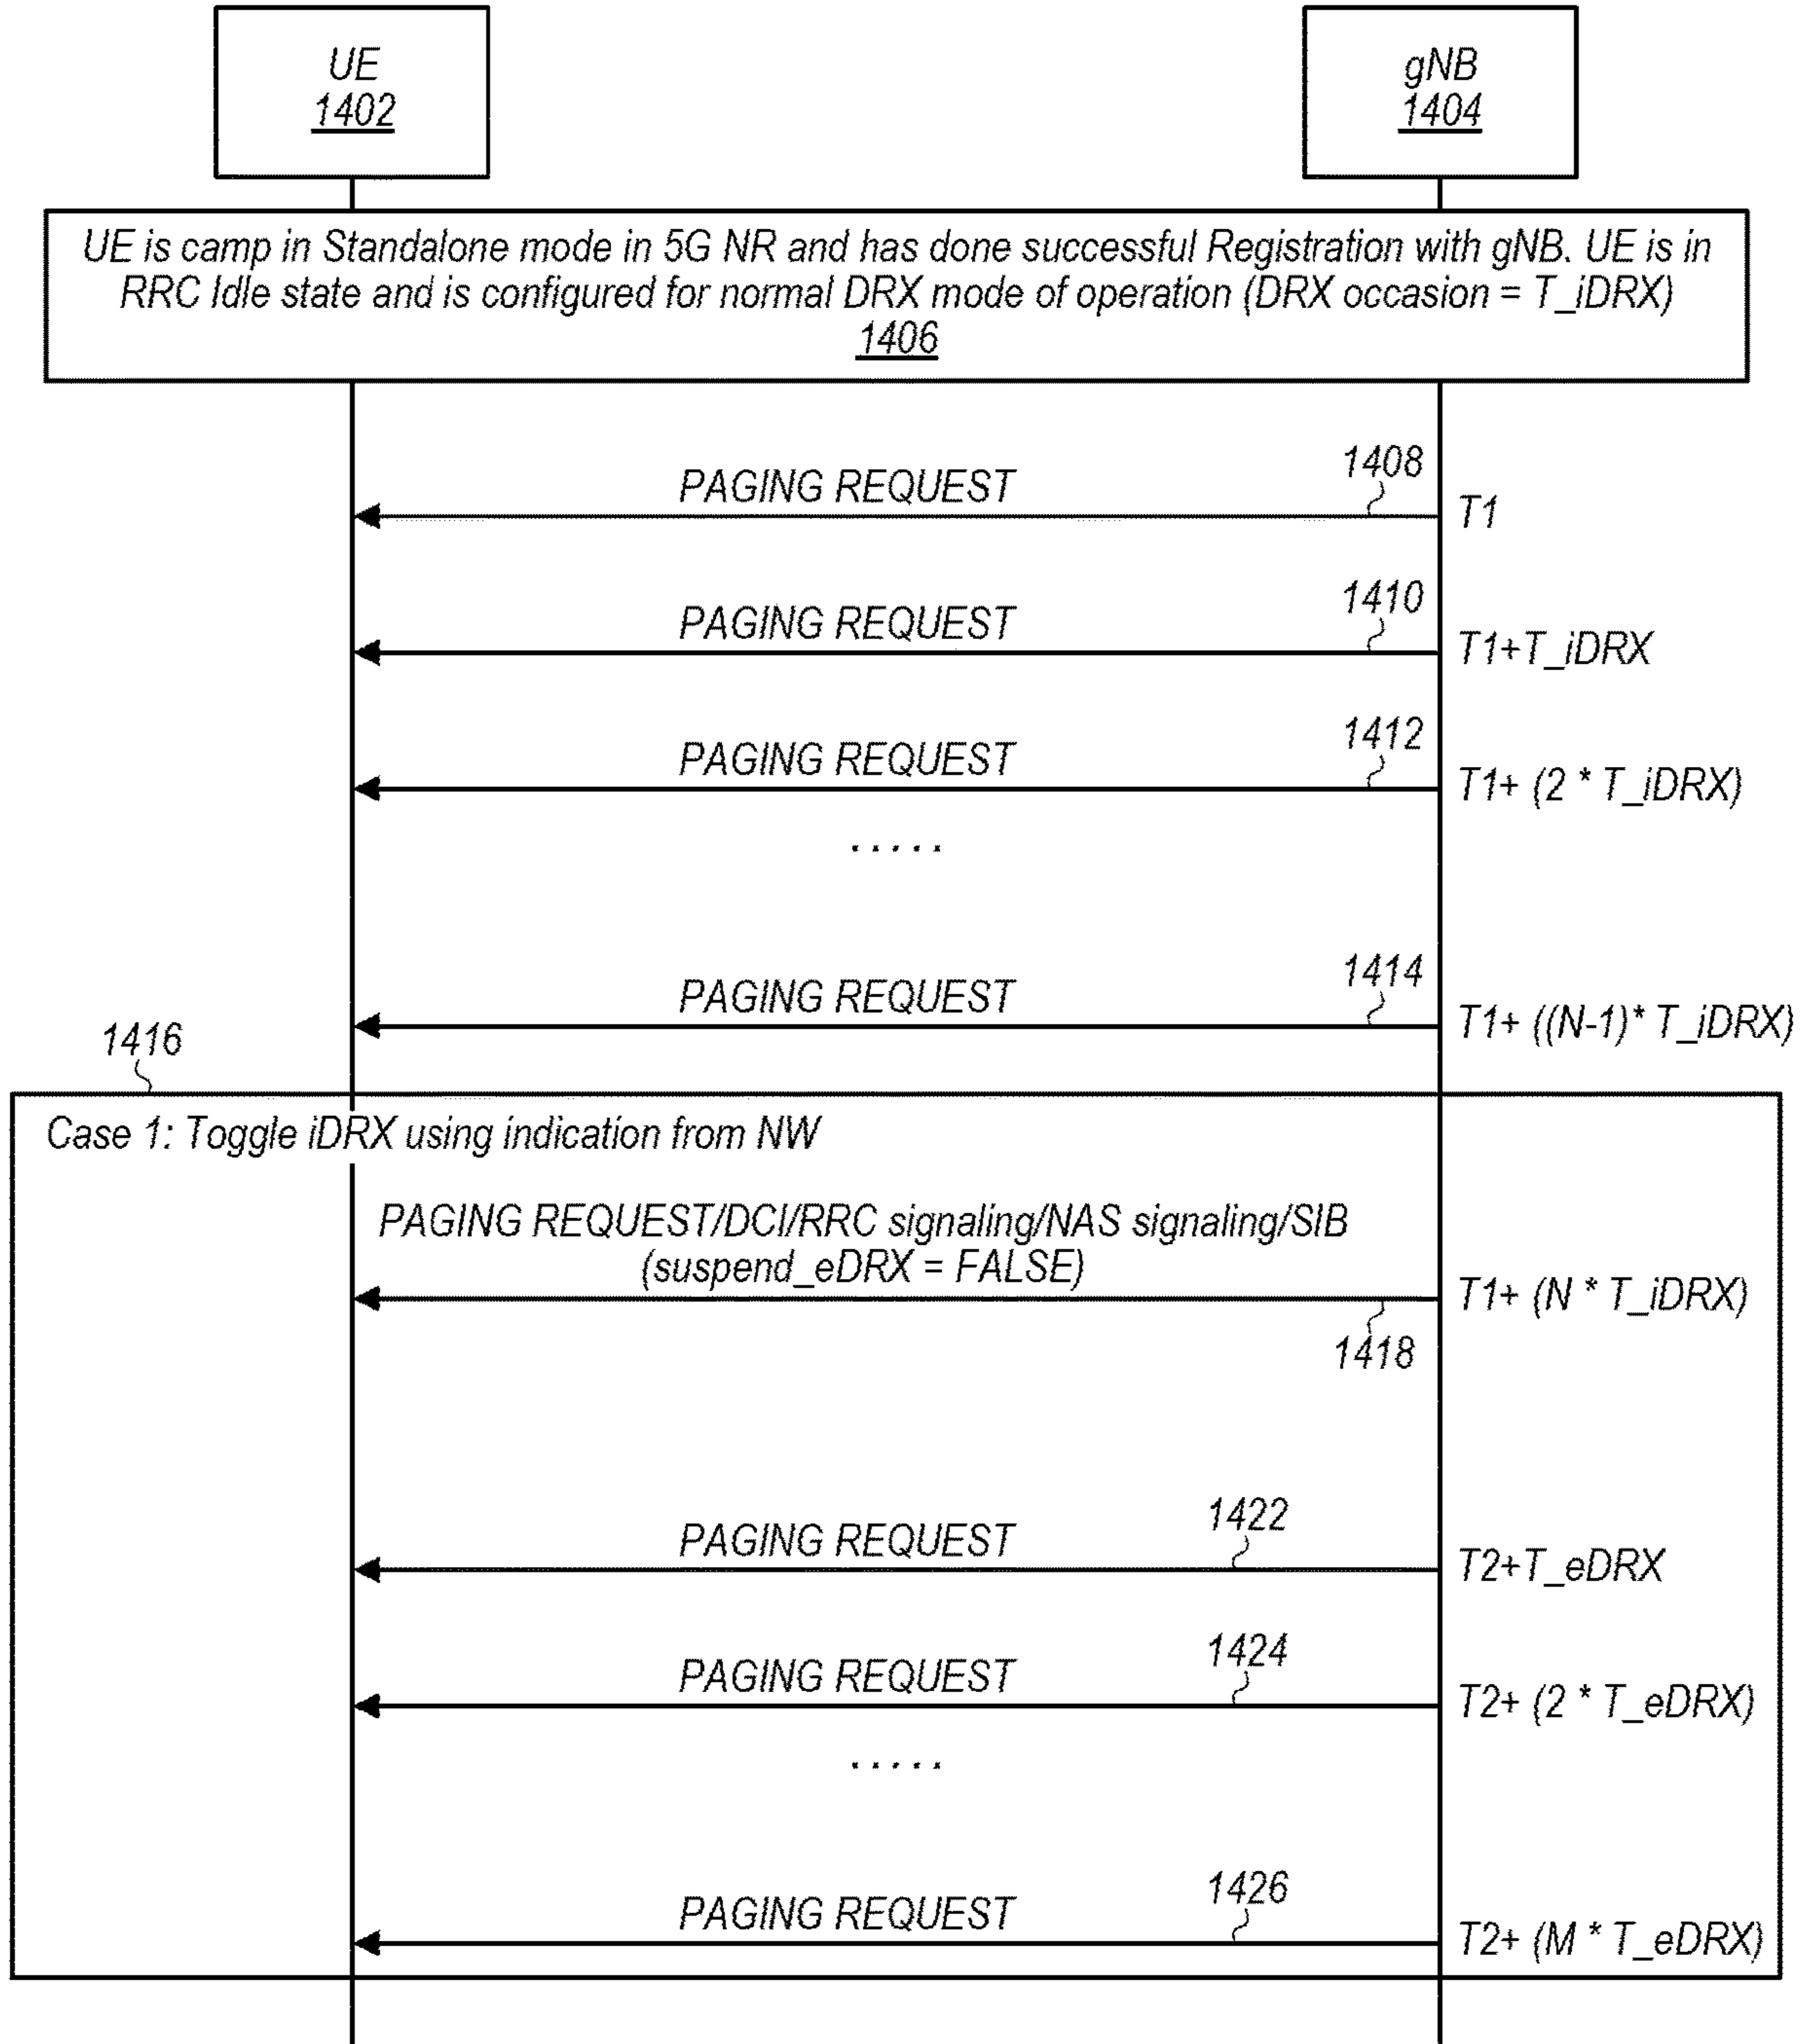 UE
1402
gNB
1404
UE is camp in Standalone mode in 5G NR and has done successful Registration with gNB. UE is in
RRC Idle state and is configured for normal DRX mode of operation (DRX occasion = T_iDRX)
1406
1408
PAGING REQUEST
T1
1410
PAGING REQUEST
T1+T_iDRX
1412
PAGING REQUEST
T1+ (2 * T_iDRX)
.....
1414
PAGING REQUEST
T1+ ((N-1)* T_iDRX)
1416
Case 1: Toggle iDRX using indication from NW
PAGING REQUEST/DCI/RRC signaling/NAS signaling/SIB
(suspend_eDRX = FALSE)
T1+ (N * T_iDRX)
1418
1422
PAGING REQUEST
T2+T_eDRX
1424
PAGING REQUEST
T2+ (2 * T_eDRX)
.....
1426
PAGING REQUEST
T2+ (M * T_eDRX)